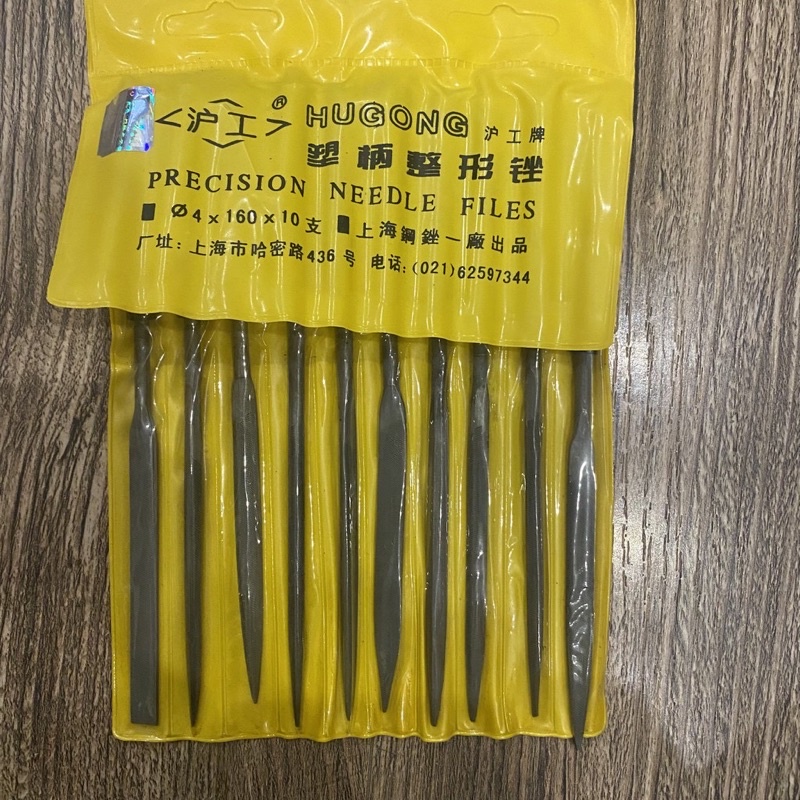 沪工® HUGONG 沪工牌
塑柄整形锉
PRECISION NEEDLE FILES
Ø4×160×10支 上海鋼銼一廠出品
厂址:上海市哈密路436号 电话:(021)62597344